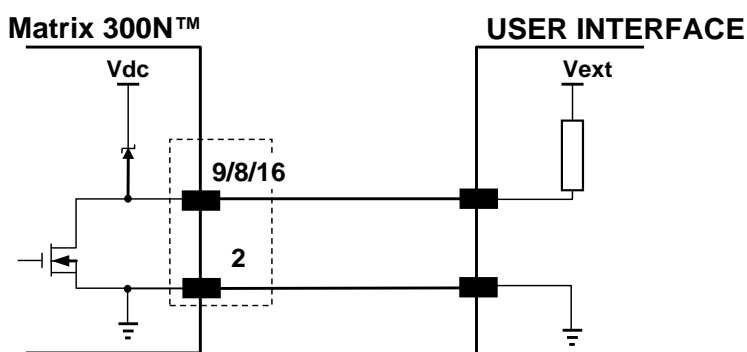 Matrix 300N™
USER INTERFACE
Vdc
Vext
9/8/16
2